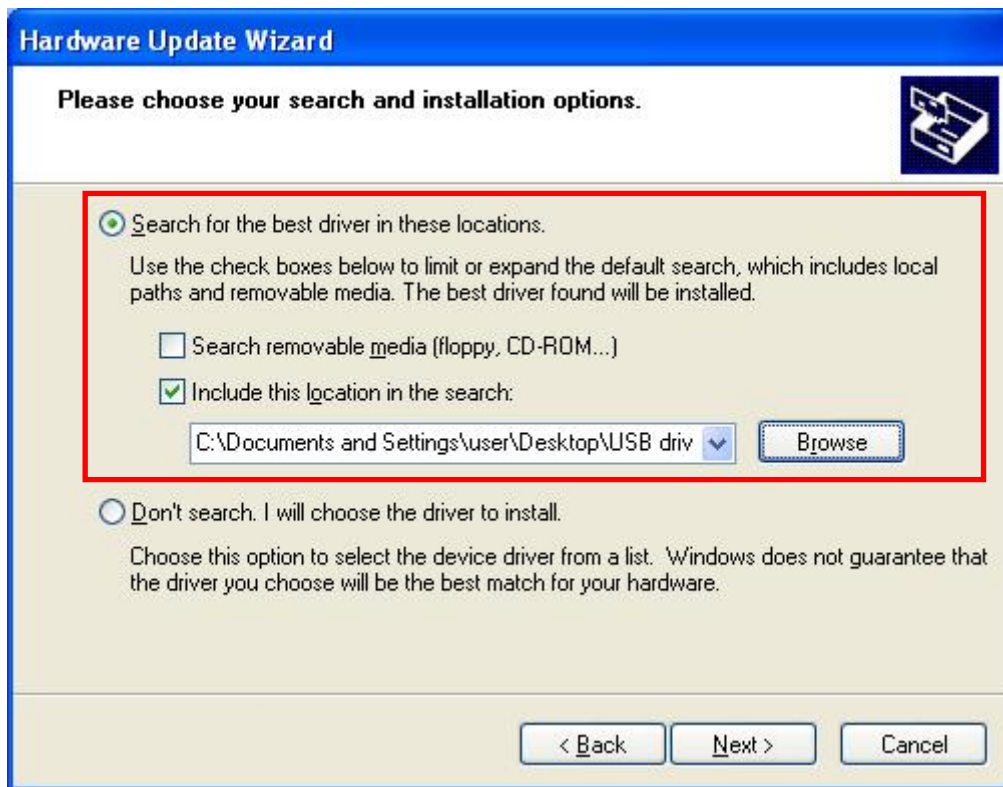 Hardware Update Wizard
Please choose your search and installation options.
Search for the best driver in these locations.
Use the check boxes below to limit or expand the default search, which includes local
paths and removable media. The best driver found will be installed.
Search removable media (floppy, CD-ROM...)
Include this location in the search:
C:\Documents and Settings\user\Desktop\USB driv
Browse
Don't search. I will choose the driver to install.
Choose this option to select the device driver from a list. Windows does not guarantee that
the driver you choose will be the best match for your hardware.
< Back Next > Cancel